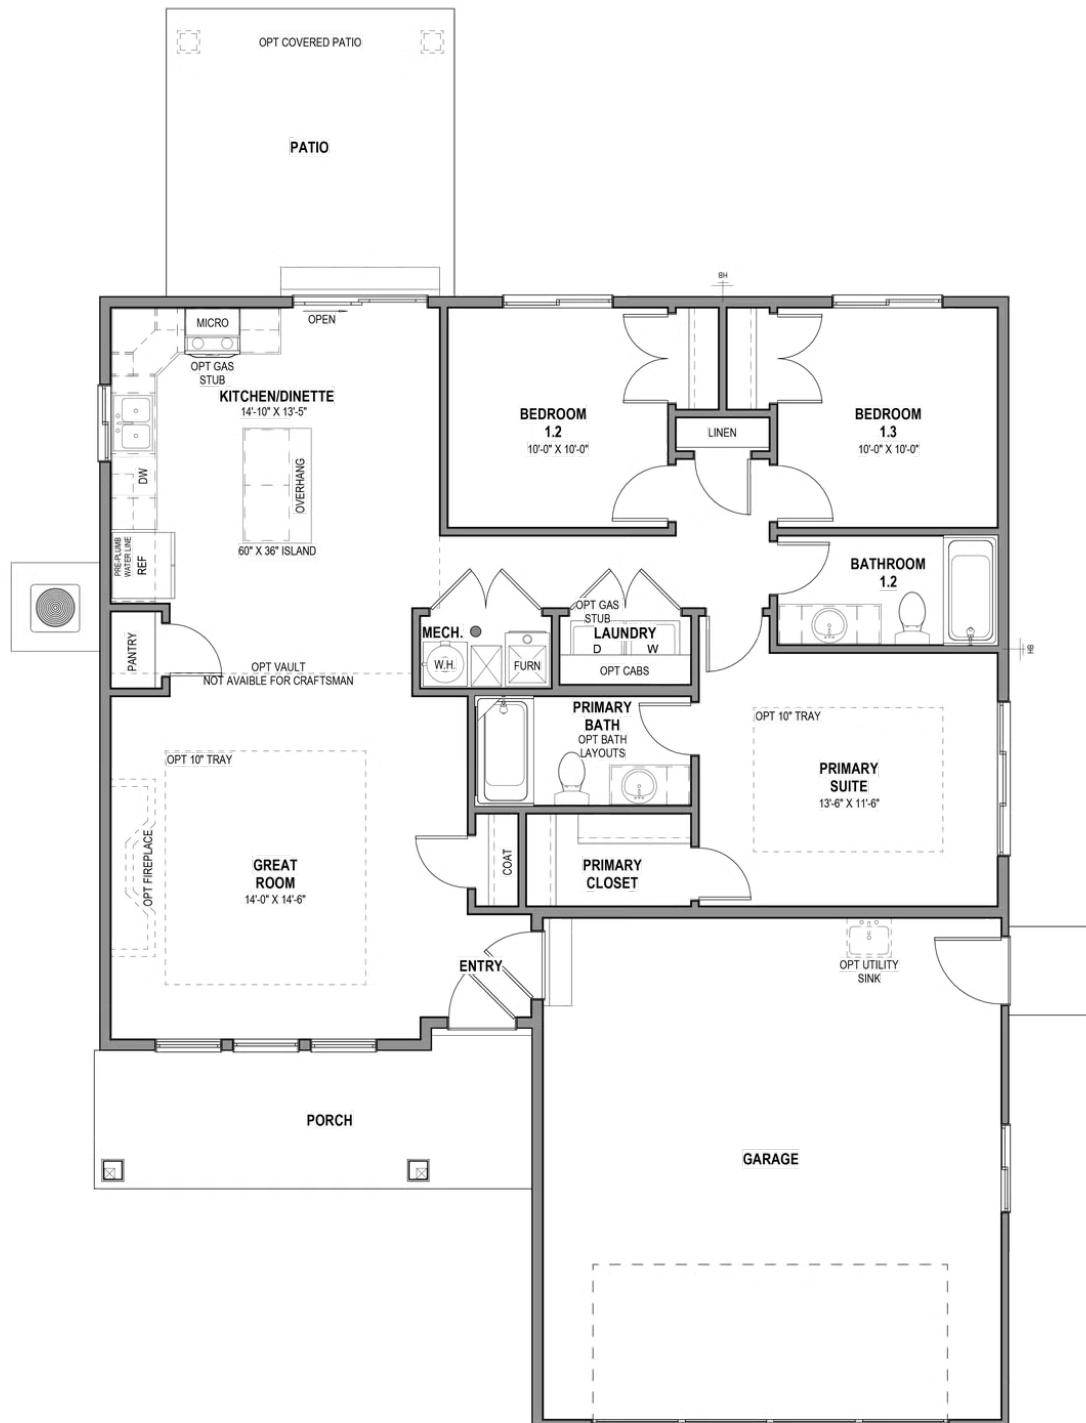 OPT COVERED PATIO
PATIO
HB
OPEN
MICRO
OPT GAS
STUB
KITCHEN/DINETTE
14'-10" X 13'-5"
OVERHANG
60" X 36" ISLAND
DW
PRE-PLUMB
WATER LINE
REF
BEDROOM
1.2
10'-0" X 10'-0"
LINEN
BEDROOM
1.3
10'-0" X 10'-0"
BATHROOM
1.2
HB
PANTRY
OPT VAULT
NOT AVAIBLE FOR CRAFTSMAN
MECH.
W.H.
FURN
OPT GAS
STUB
LAUNDRY
D
W
OPT CABS
PRIMARY
BATH
OPT BATH
LAYOUTS
OPT 10" TRAY
PRIMARY
SUITE
13'-6" X 11'-6"
OPT 10" TRAY
OPT FIREPLACE
GREAT
ROOM
14'-0" X 14'-6"
COAT
PRIMARY
CLOSET
ENTRY
OPT UTILITY
SINK
PORCH
GARAGE